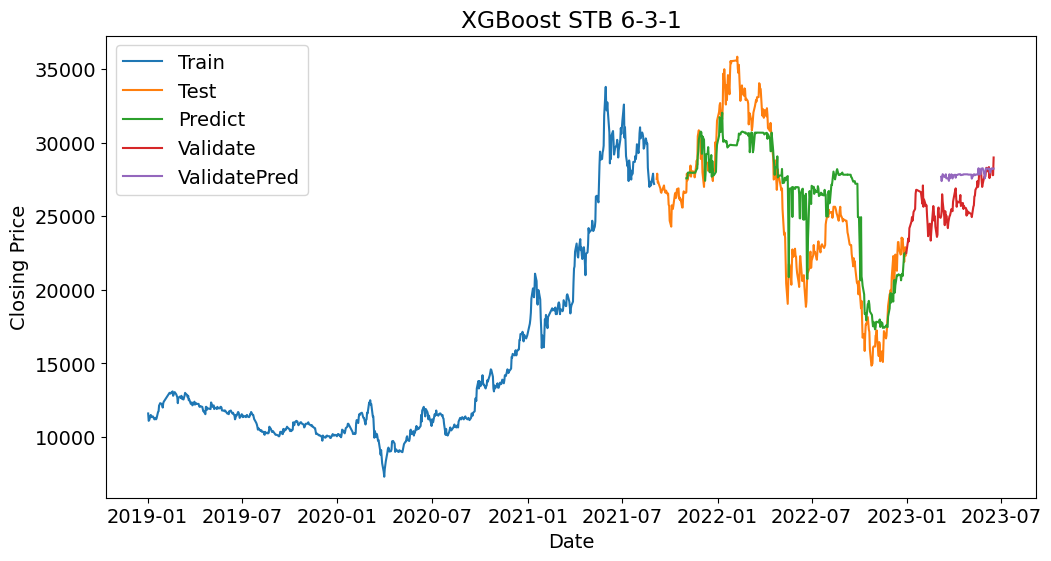 XGBoost STB 6-3-1
Train
Test
Predict
Validate
ValidatePred
Closing Price
35000
30000
25000
20000
15000
10000
2019-01 2019-07 2020-01 2020-07 2021-01 2021-07 2022-01 2022-07 2023-01 2023-07
Date